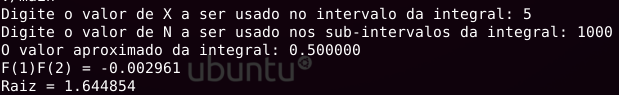 Digite o valor de X a ser usado no intervalo da integral: 5
Digite o valor de N a ser usado nos sub-intervalos da integral: 1000
O valor aproximado da integral: 0.500000
F(1)F(2) = -0.002961
ubuntu
Raiz = 1.644854